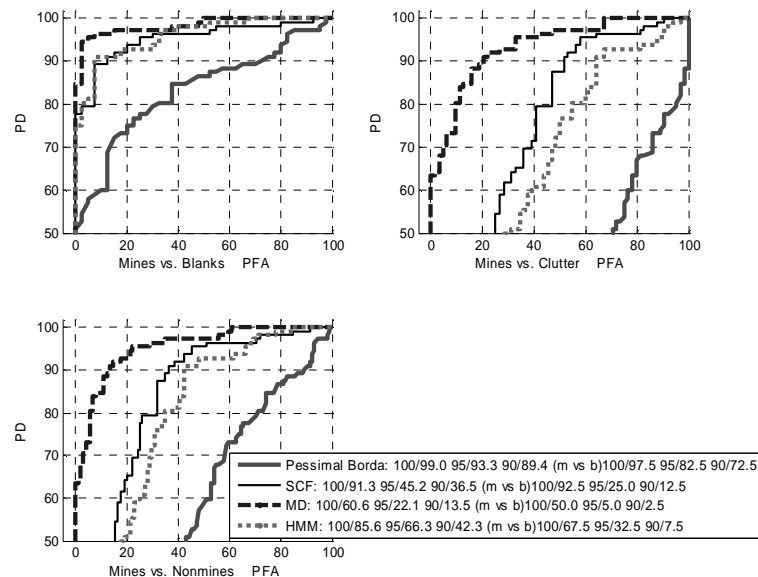 100
90
80
70
60
50
PD
0 20 40 60 80 100
Mines vs. Blanks PFA
100
90
80
70
60
50
PD
0 20 40 60 80 100
Mines vs. Clutter PFA
100
90
80
70
60
50
PD
0 20 40 60 80 100
Mines vs. Nonmines PFA
Pessimal Borda: 100/99.0 95/93.3 90/89.4 (m vs b)100/97.5 95/82.5 90/72.5
SCF: 100/91.3 95/45.2 90/36.5 (m vs b)100/92.5 95/25.0 90/12.5
MD: 100/60.6 95/22.1 90/13.5 (m vs b)100/50.0 95/5.0 90/2.5
HMM: 100/85.6 95/66.3 90/42.3 (m vs b)100/67.5 95/32.5 90/7.5